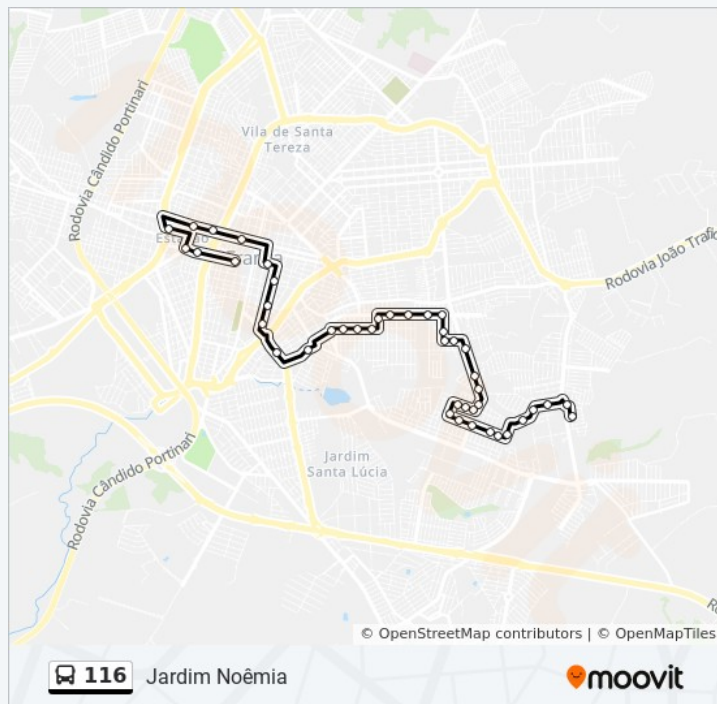 Rodovia Cândido Portinari
Vila de Santa
Tereza
Rodovia João Trafi
Jardim
Santa Lúcia
Rodovia Cândido Portinari
© OpenStreetMap contributors | © OpenMapTiles
116 Jardim Noêmia
moovit